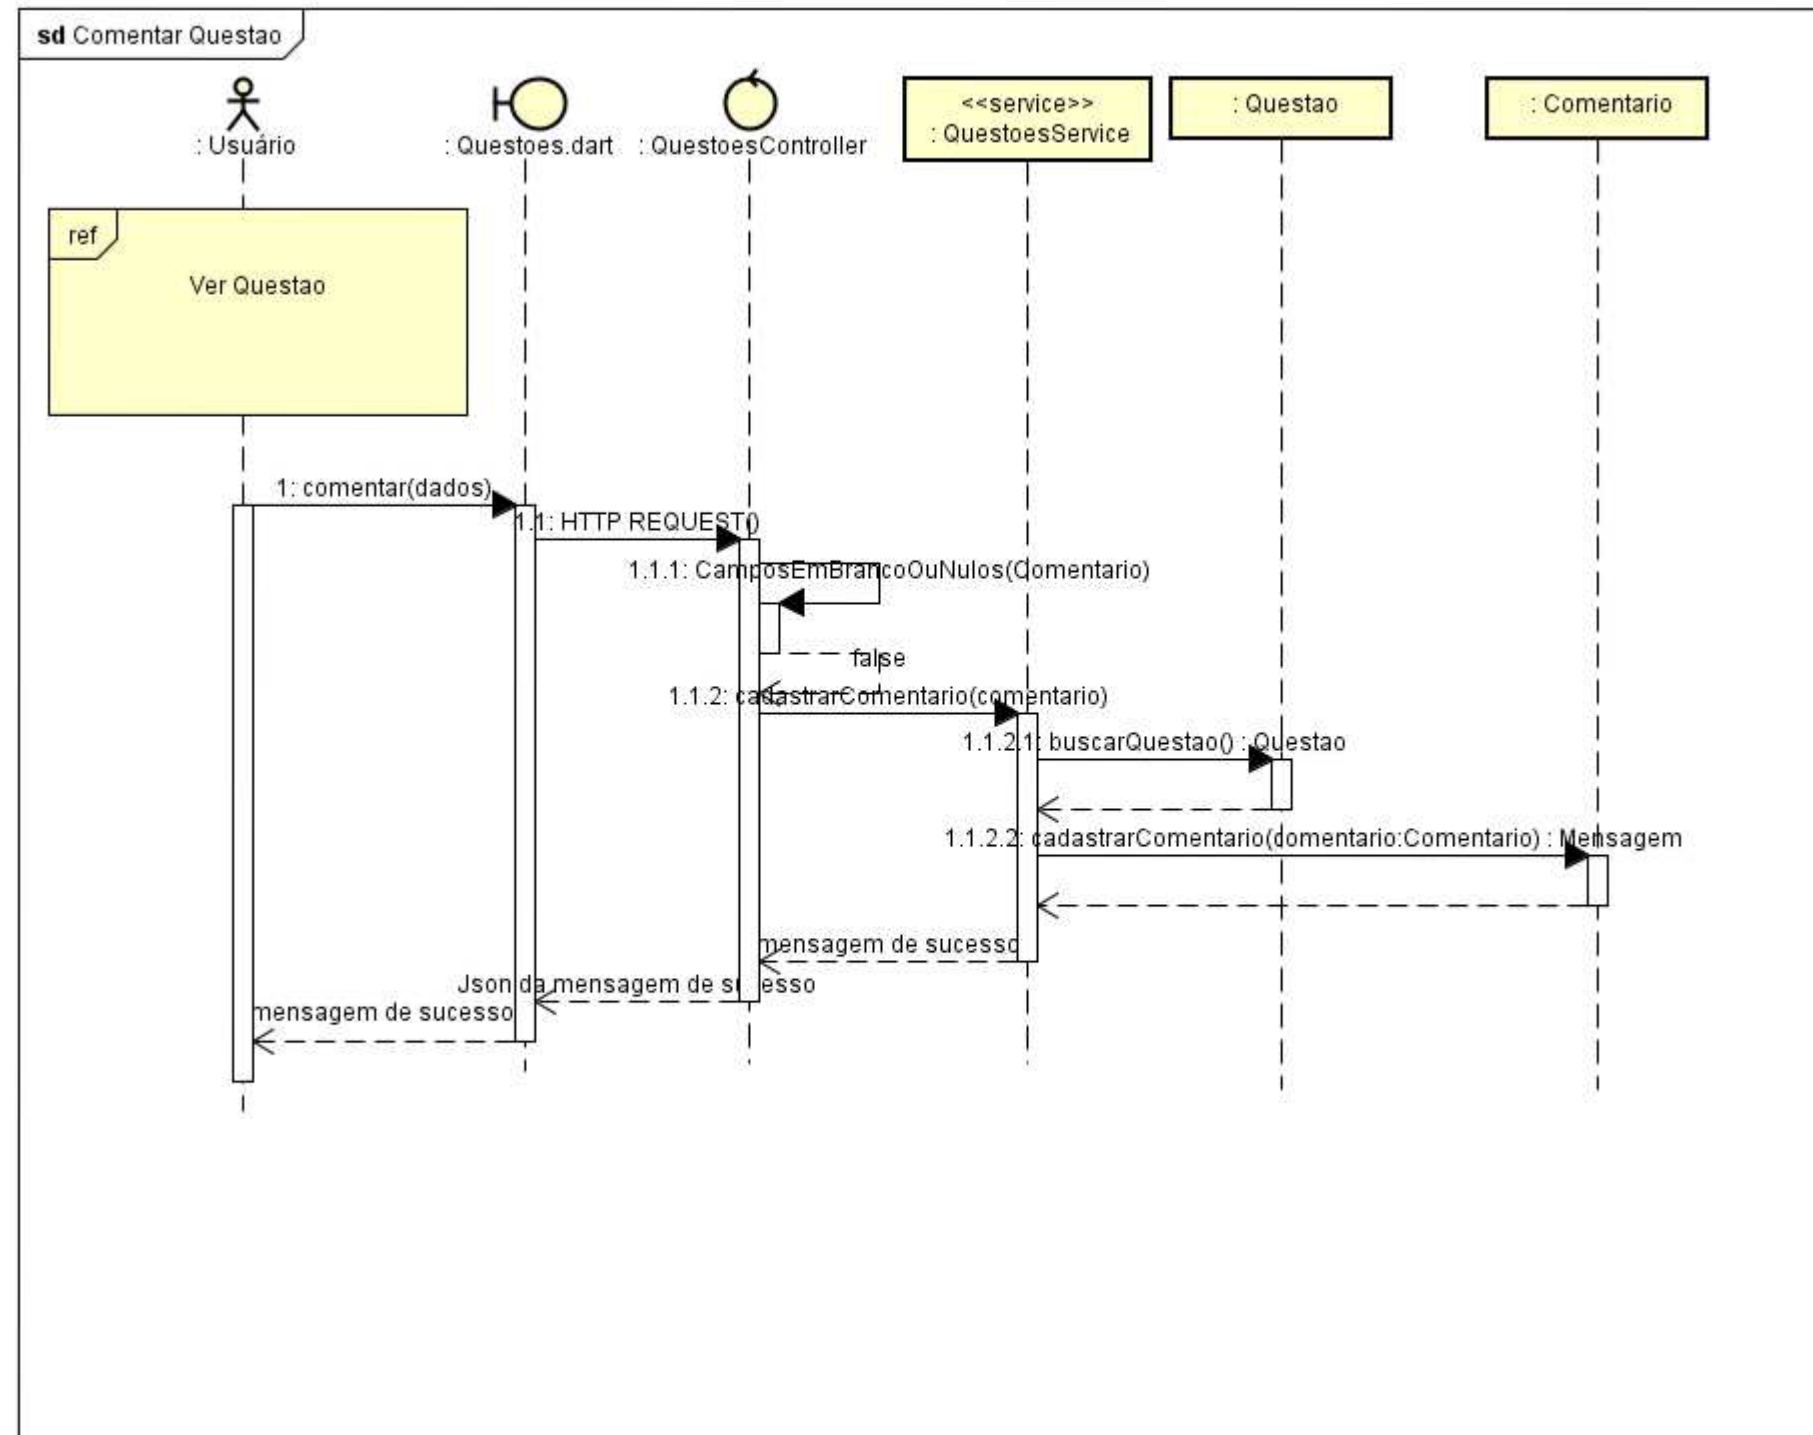 sd Comentar Questao
: Usuário
: Questoes.dart
: QuestoesController
<<service>>
: QuestoesService
: Questao
: Comentario
ref
Ver Questao
1: comentar(dados)
1.1: HTTP REQUEST()
1.1.1: CamposEmBrancoOuNulos(Comentario)
false
1.1.2: cadastrarComentario(comentario)
1.1.2.1: buscarQuestao() : Questao
1.1.2.2: cadastrarComentario(comentario:Comentario) : Mensagem
mensagem de sucesso
Json da mensagem de sucesso
mensagem de sucesso